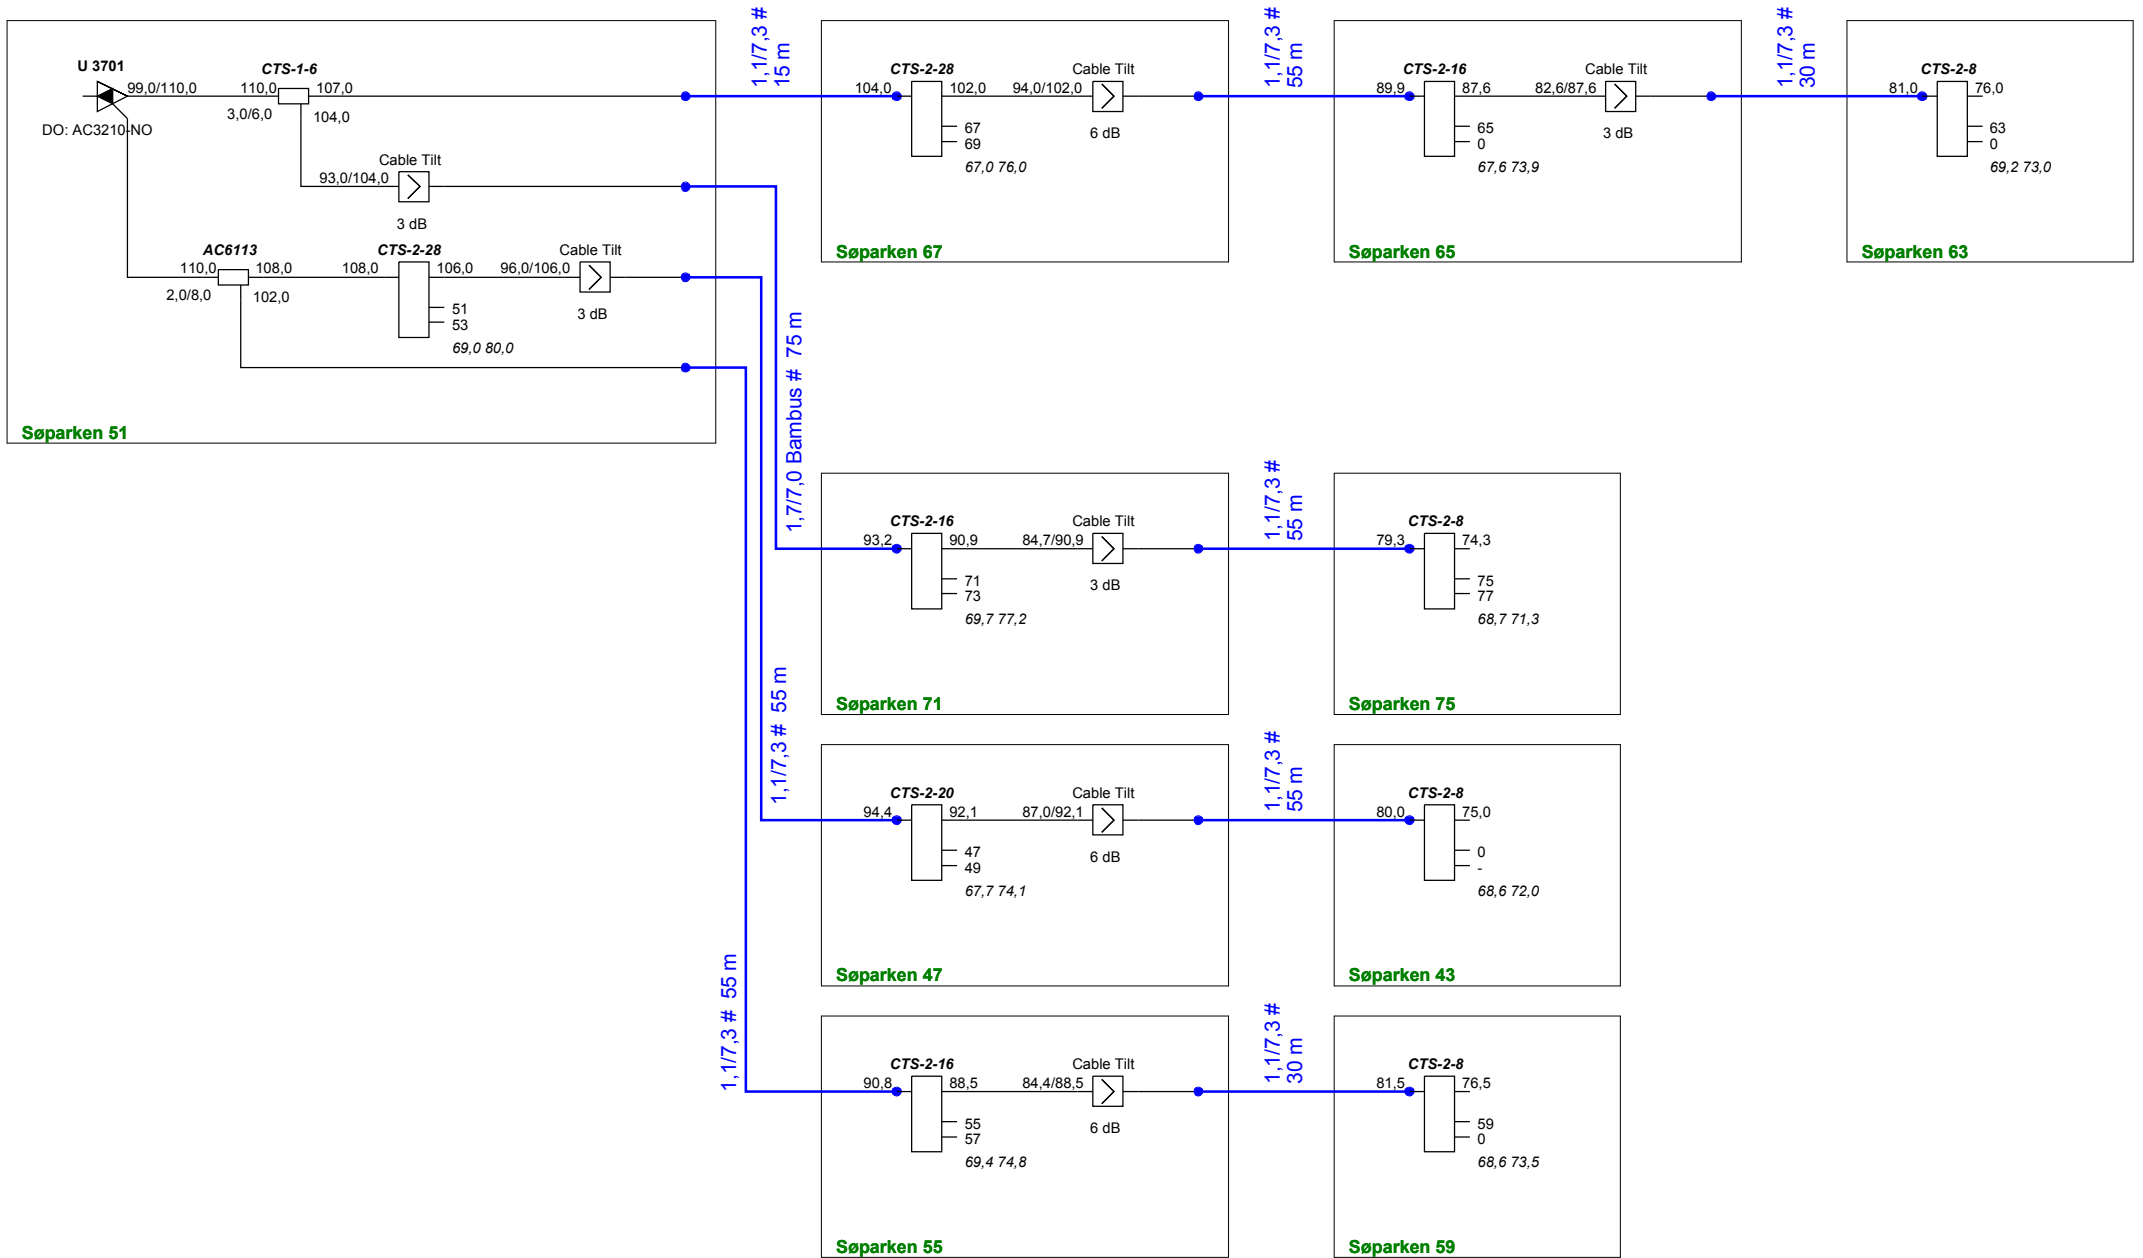 U 3701
99,0/110,0
DO: AC3210-NO
CTS-1-6
110,0
107,0
3,0/6,0
104,0
Cable Tilt
93,0/104,0
3 dB
AC6113
110,0
108,0
2,0/8,0
102,0
CTS-2-28
108,0
106,0
51
53
69,0 80,0
Cable Tilt
96,0/106,0
3 dB
Søparken 51
1,1/7,3 #
15 m
CTS-2-28
104,0
102,0
67
69
67,0 76,0
Cable Tilt
94,0/102,0
6 dB
Søparken 67
1,1/7,3 #
55 m
CTS-2-16
89,9
87,6
65
0
67,6 73,9
Cable Tilt
82,6/87,6
3 dB
Søparken 65
1,1/7,3 #
30 m
CTS-2-8
81,0
76,0
63
0
69,2 73,0
Søparken 63
1,7/7,0 Bambus # 75 m
CTS-2-16
93,2
90,9
71
73
69,7 77,2
Cable Tilt
84,7/90,9
3 dB
Søparken 71
1,1/7,3 #
55 m
CTS-2-8
79,3
74,3
75
77
68,7 71,3
Søparken 75
1,1/7,3 # 55 m
CTS-2-20
94,4
92,1
47
49
67,7 74,1
Cable Tilt
87,0/92,1
6 dB
Søparken 47
1,1/7,3 #
55 m
CTS-2-8
80,0
75,0
0
-
68,6 72,0
Søparken 43
1,1/7,3 # 55 m
CTS-2-16
90,8
88,5
55
57
69,4 74,8
Cable Tilt
84,4/88,5
6 dB
Søparken 55
1,1/7,3 #
30 m
CTS-2-8
81,5
76,5
59
0
68,6 73,5
Søparken 59